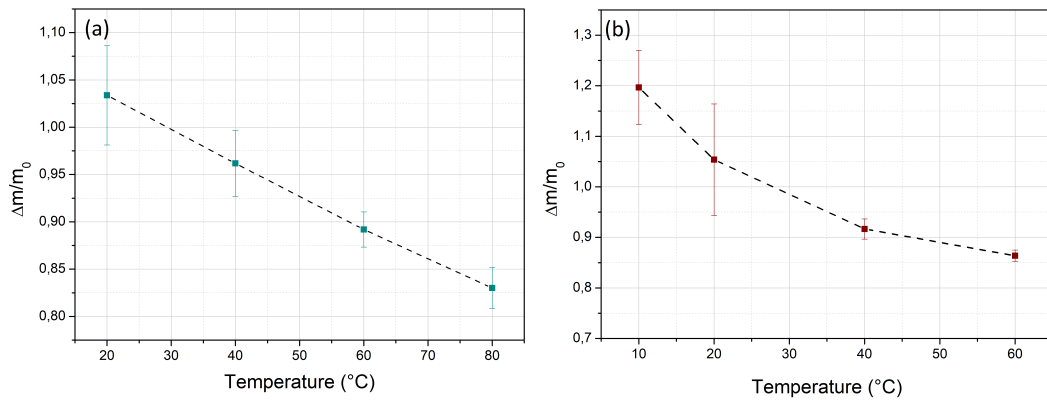 (a)
1,10
1,05
1,00
0,95
0,90
0,85
0,80
Δm/m₀
20 30 40 50 60 70 80
Temperature (°C)
(b)
1,3
1,2
1,1
1,0
0,9
0,8
0,7
Δm/m₀
10 20 30 40 50 60
Temperature (°C)